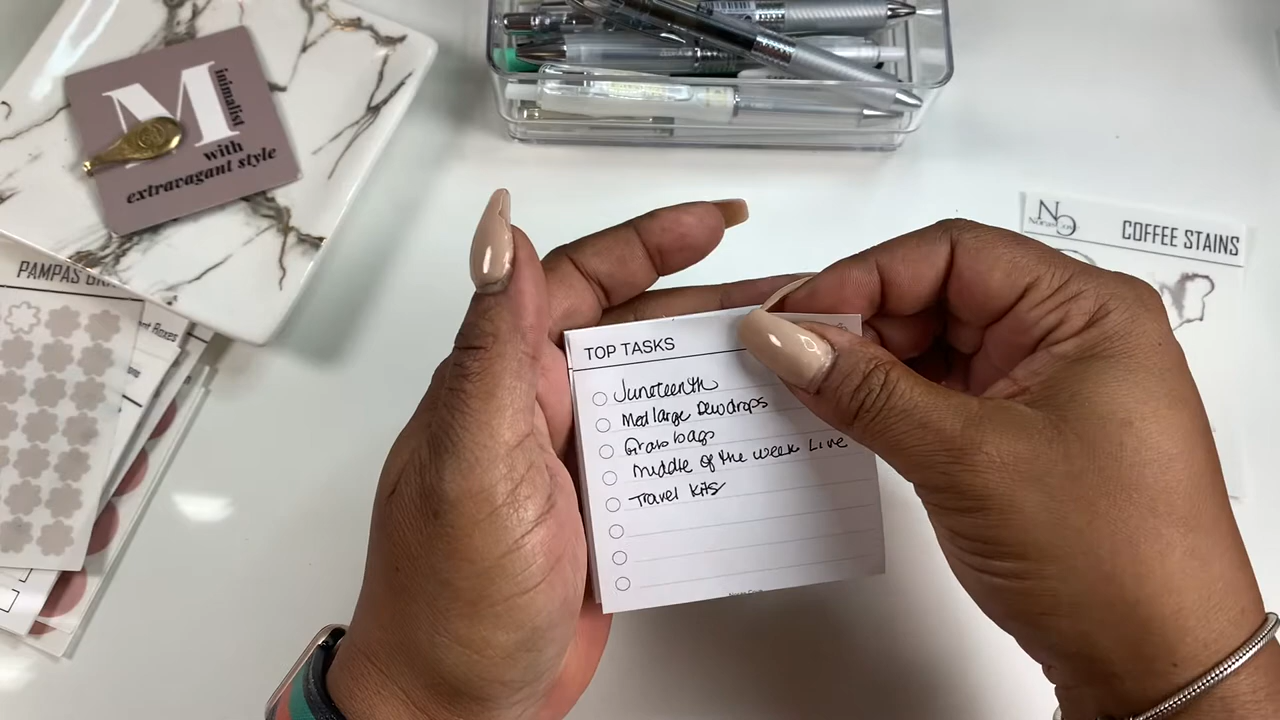 M
inimalist
with
extravagant style
PAMPAS
COFFEE STAINS
TOP TASKS
Juneteenth
Med large Dewdrops
Grab bags
Middle of the week Live
Travel Kits